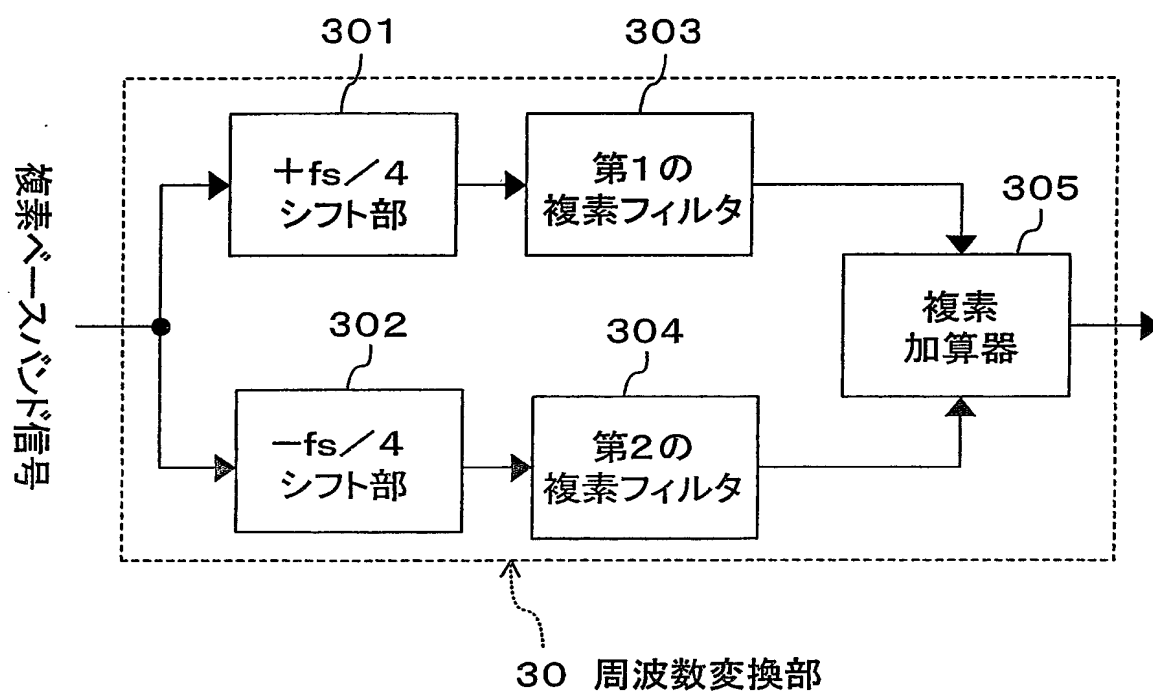 301
303
複素ベースバンド信号
+fs/4
シフト部
第1の
複素フィルタ
305
複素
加算器
302
304
-fs/4
シフト部
第2の
複素フィルタ
30 周波数変換部